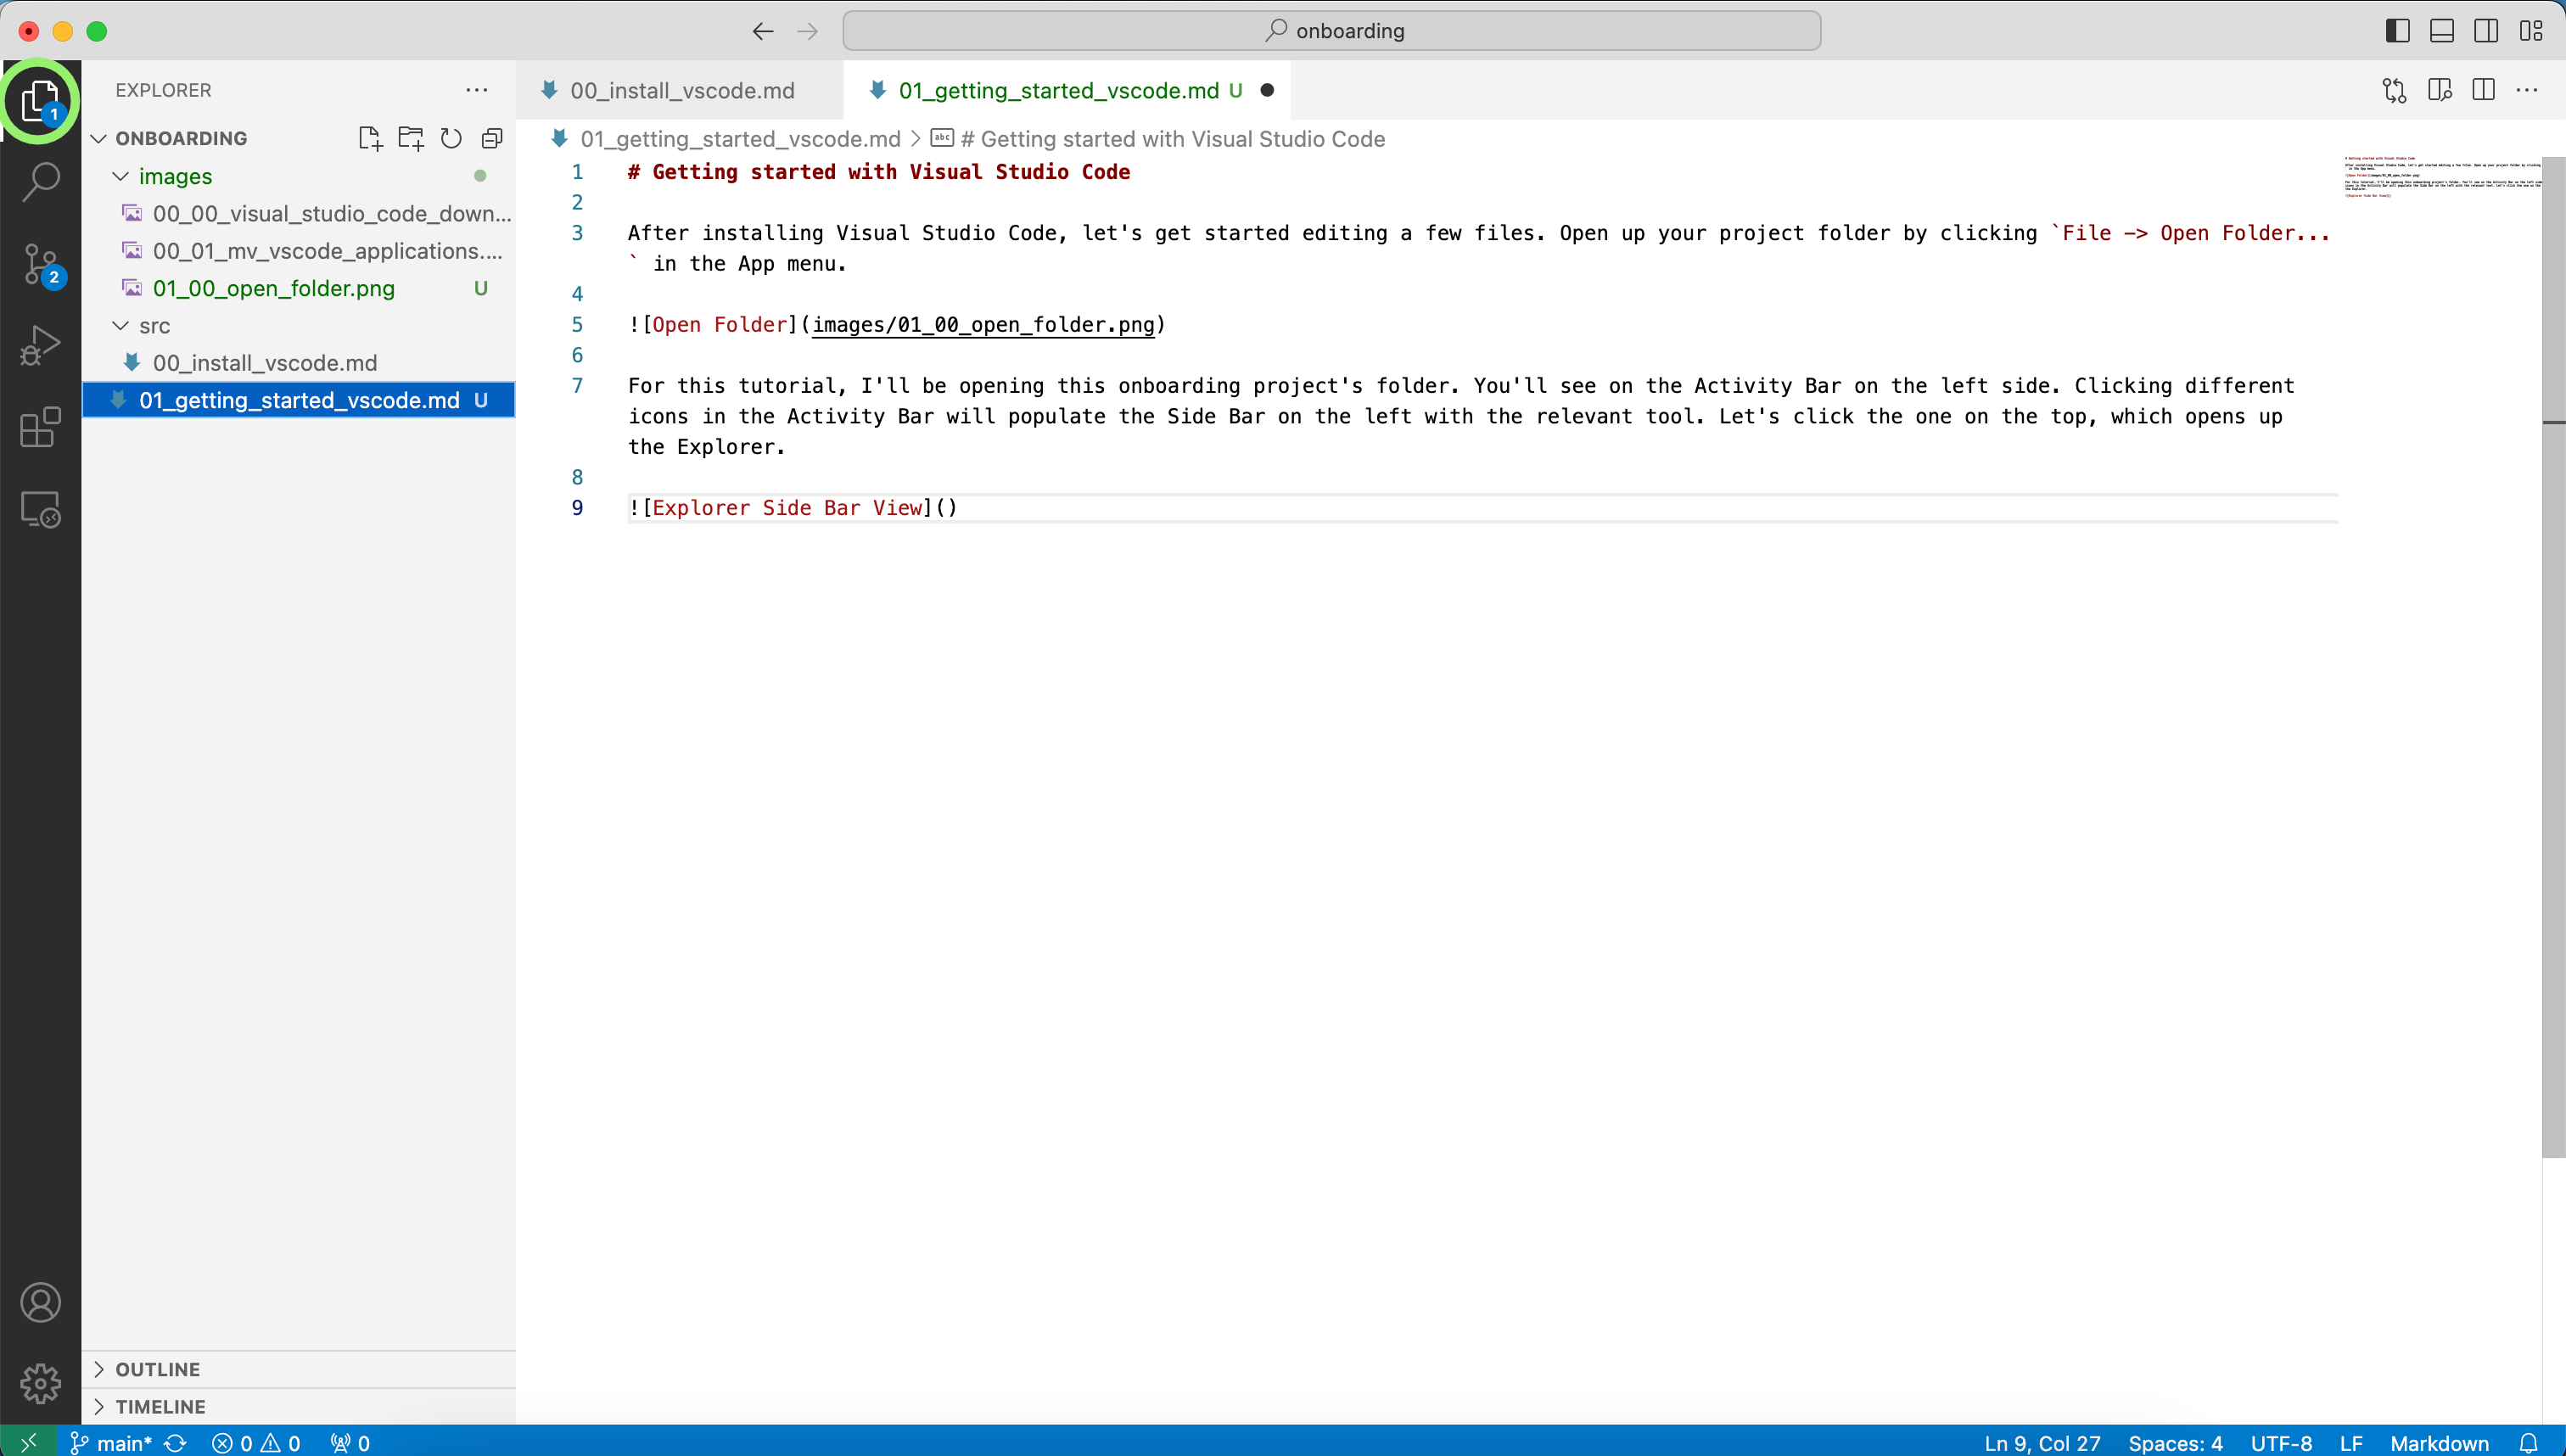 onboarding
1
2
EXPLORER
ONBOARDING
images
00_00_visual_studio_code_down...
00_01_mv_vscode_applications....
01_00_open_folder.png U
src
00_install_vscode.md
01_getting_started_vscode.md U
OUTLINE
TIMELINE
00_install_vscode.md
01_getting_started_vscode.md U
01_getting_started_vscode.md > abc # Getting started with Visual Studio Code
1 # Getting started with Visual Studio Code
2
3 After installing Visual Studio Code, let's get started editing a few files. Open up your project folder by clicking `File -> Open Folder...
` in the App menu.
4
5 ![Open Folder](images/01_00_open_folder.png)
6
7 For this tutorial, I'll be opening this onboarding project's folder. You'll see on the Activity Bar on the left side. Clicking different
icons in the Activity Bar will populate the Side Bar on the left with the relevant tool. Let's click the one on the top, which opens up
the Explorer.
8
9 ![Explorer Side Bar View]()
main* 0 0 0 Ln 9, Col 27 Spaces: 4 UTF-8 LF Markdown